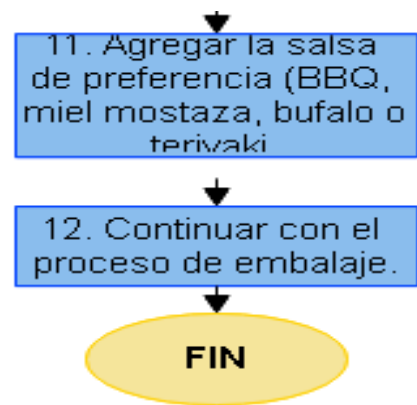 11. Agregar la salsa
de preferencia (BBQ,
miel mostaza, bufalo o
teriyaki
12. Continuar con el
proceso de embalaje.
FIN